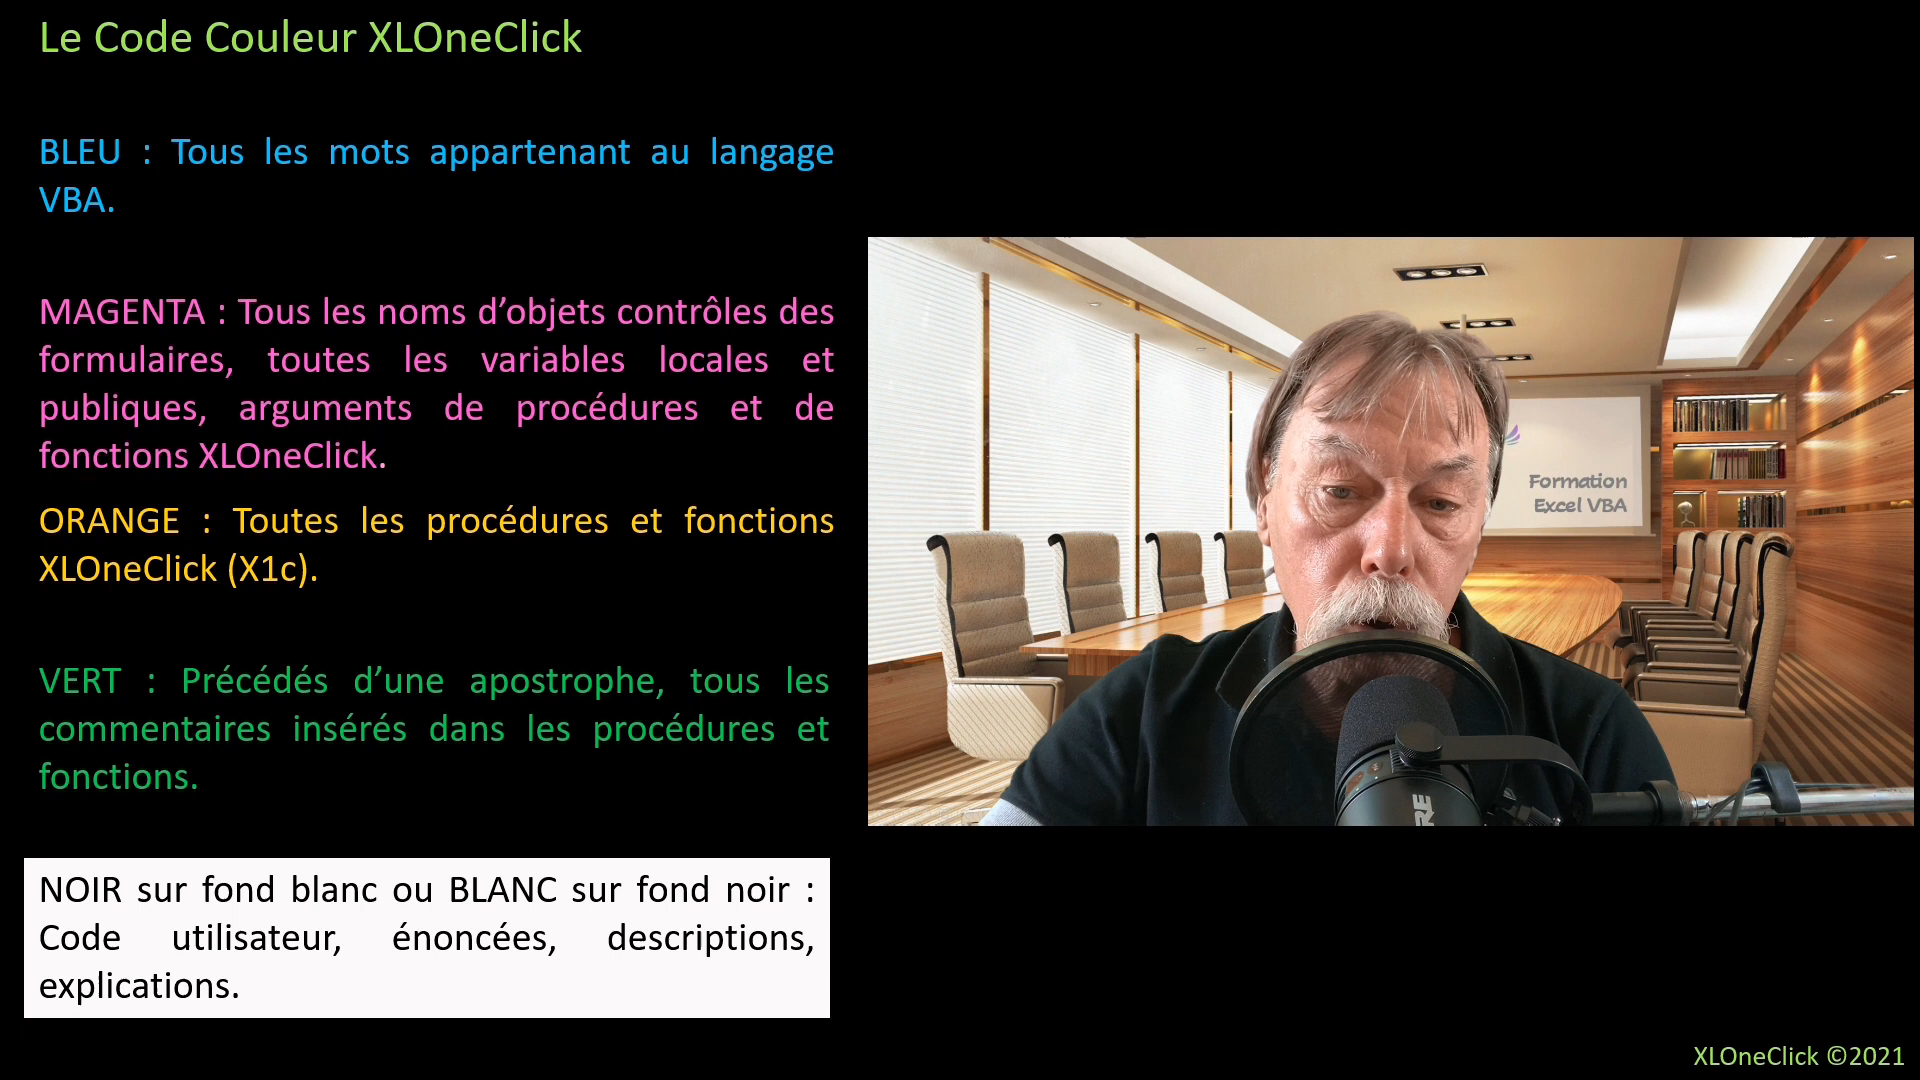 Le Code Couleur XLOneClick
BLEU : Tous les mots appartenant au langage
VBA.
MAGENTA : Tous les noms d’objets contrôles des
formulaires, toutes les variables locales et
publiques, arguments de procédures et de
fonctions XLOneClick.
ORANGE : Toutes les procédures et fonctions
XLOneClick (X1c).
VERT : Précédés d’une apostrophe, tous les
commentaires insérés dans les procédures et
fonctions.
NOIR sur fond blanc ou BLANC sur fond noir :
Code utilisateur, énoncées, descriptions,
explications.
Formation
Excel VBA
XLOneClick ©2021